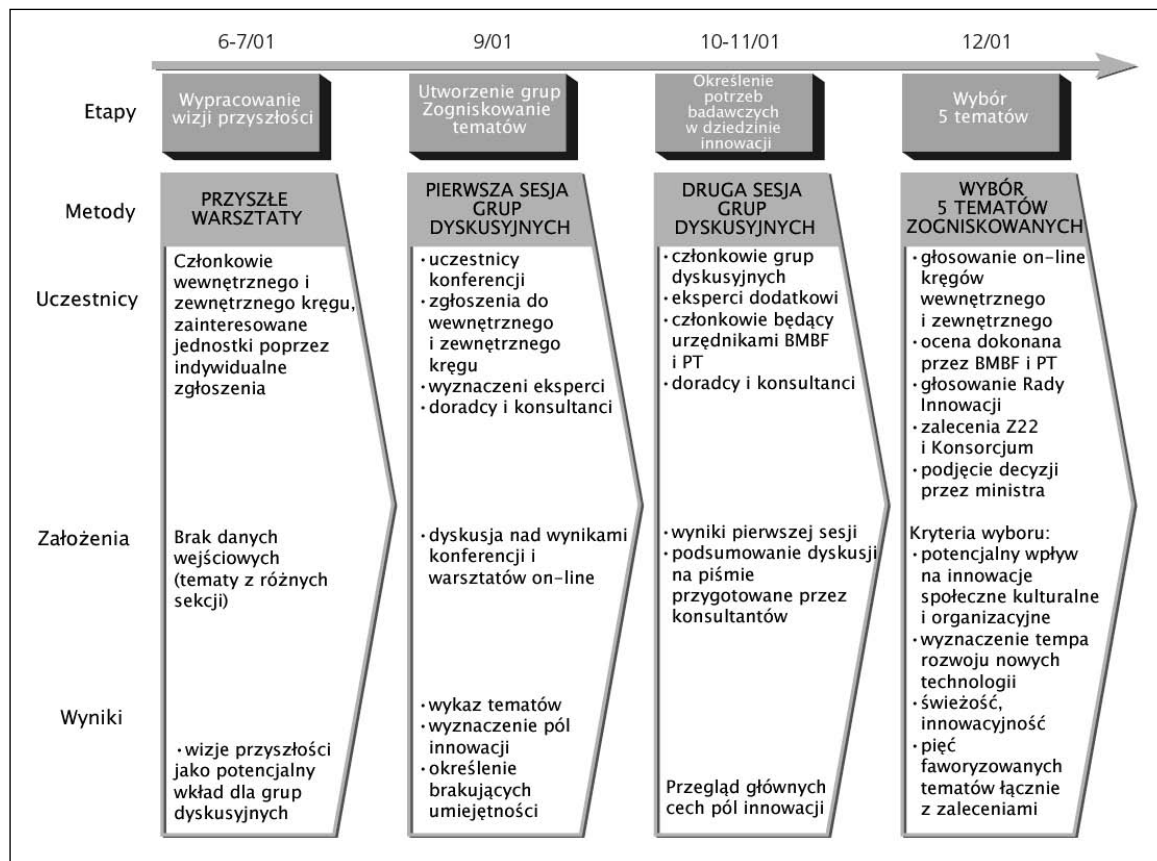 6-7/01
9/01
10-11/01
12/01
Etapy
Wypracowanie
wizji przyszłości
Utworzenie grup
Zogniskowanie
tematów
Określenie
potrzeb
badawczych
w dziedzinie
innowacji
Wybór
5 tematów
Metody
PRZYSZŁE
WARSZTATY
PIERWSZA SESJA
GRUP
DYSKUSYJNYCH
DRUGA SESJA
GRUP
DYSKUSYJNYCH
WYBÓR
5 TEMATÓW
ZOGNISKOWANYCH
Uczestnicy
Członkowie
wewnętrznego i
zewnętrznego kręgu,
zainteresowane
jednostki poprzez
indywidualne
zgłoszenia
· uczestnicy
konferencji
· zgłoszenia do
wewnętrznego
i zewnętrznego
kręgu
· wyznaczeni eksperci
· doradcy i konsultanci
· członkowie grup
dyskusyjnych
· eksperci dodatkowi
· członkowie będący
urzędnikami BMBF
i PT
· doradcy i konsultanci
· głosowanie on-line
kręgów
wewnętrznego
i zewnętrznego
· ocena dokonana
przez BMBF i PT
· głosowanie Rady
Innowacji
· zalecenia Z22
i Konsorcjum
· podjęcie decyzji
przez ministra
Założenia
Brak danych
wejściowych
(tematy z różnych
sekcji)
· dyskusja nad wynikami
konferencji i
warsztatów on-line
· wyniki pierwszej sesji
· podsumowanie dyskusji
na piśmie
przygotowane przez
konsultantów
Kryteria wyboru:
· potencjalny wpływ
na innowacje
społeczne kulturalne
i organizacyjne
· wyznaczenie tempa
rozwoju nowych
technologii
· świeżość,
innowacyjność
· pięć
faworyzowanych
tematów łącznie
z zaleceniami
Wyniki
· wizje przyszłości
jako potencjalny
wkład dla grup
dyskusyjnych
· wykaz tematów
· wyznaczenie pól
innowacji
· określenie
brakujących
umiejętności
Przegląd głównych
cech pól innowacji